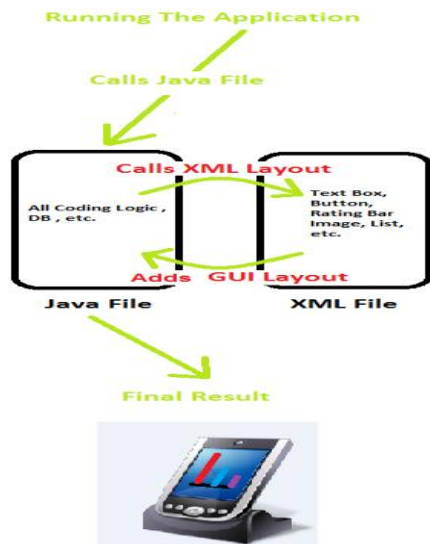 Running The Application
Calls Java File
Calls XML Layout
All Coding Logic ,
DB , etc.
Text Box,
Button,
Rating Bar
Image, List,
etc.
Adds GUI Layout
Java File
XML File
Final Result